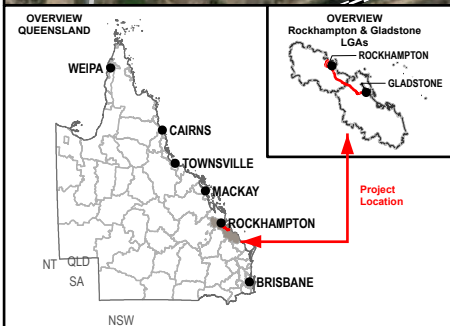 OVERVIEW
QUEENSLAND
WEIPA
CAIRNS
TOWNSVILLE
MACKAY
ROCKHAMPTON
BRISBANE
NT
QLD
SA
NSW
OVERVIEW
Rockhampton & Gladstone
LGAs
ROCKHAMPTON
GLADSTONE
Project
Location